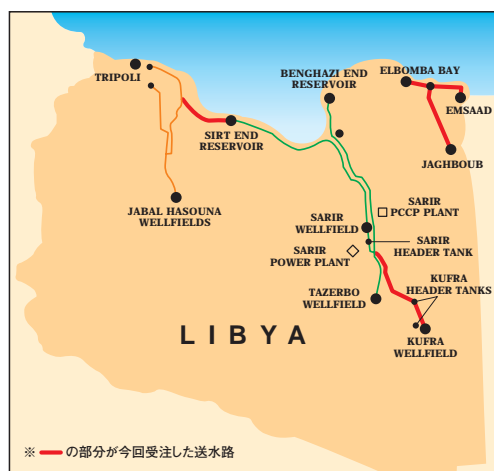 TRIPOLI
BENGHAZI END
RESERVOIR
ELBOMBA BAY
EMSAAD
SIRT END
RESERVOIR
JAGHBOUB
JABAL HASOUNA
WELLFIELDS
SARIR
PCCP PLANT
SARIR
WELLFIELD
SARIR
HEADER TANK
SARIR
POWER PLANT
KUFRA
HEADER TANKS
TAZERBO
WELLFIELD
LIBYA
KUFRA
WELLFIELD
※ の部分が今回受注した送水路